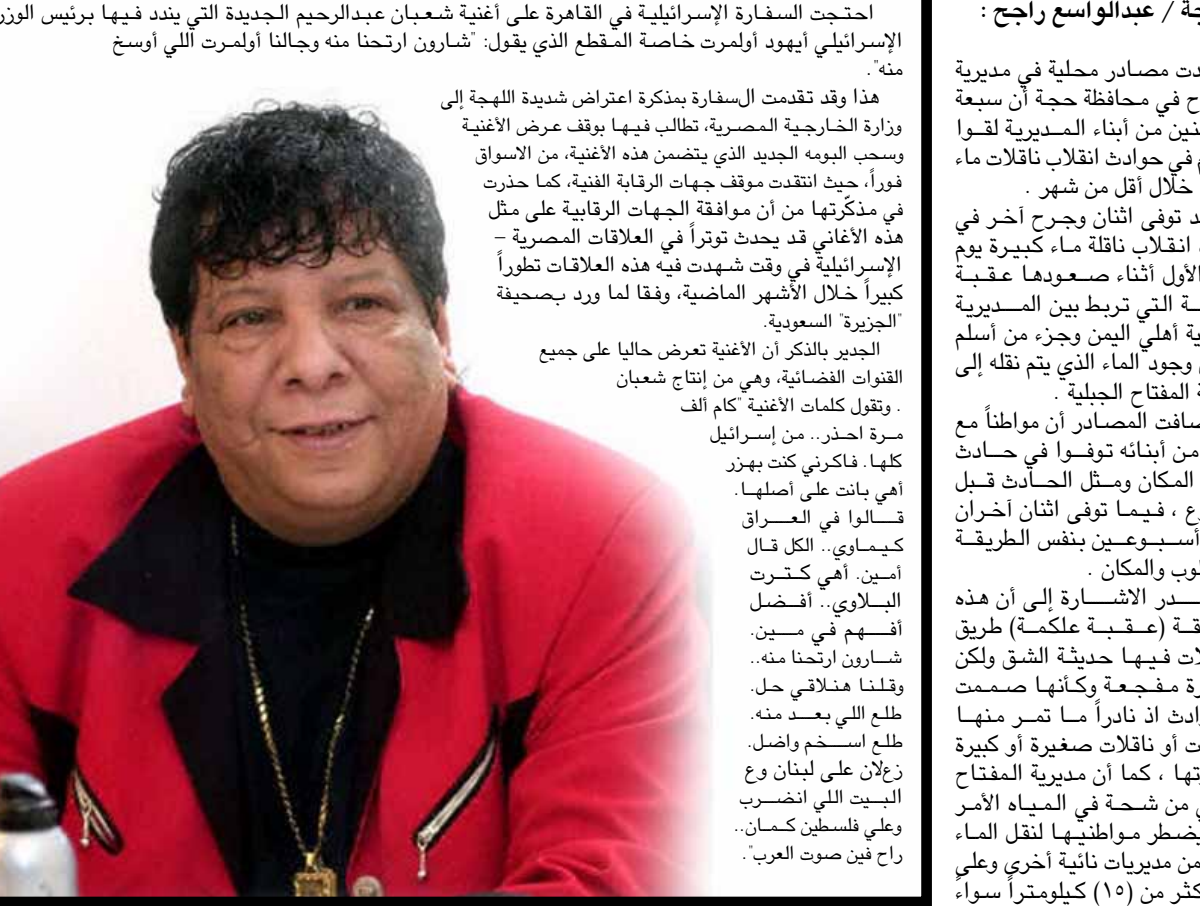 احتجت السفارة الإسرائيلية في القاهرة على أغنية شعبان عبدالرحيم الجديدة التي يندد فيها برئيس
الإسرائيلي أيهود أولمرت خاصة المقطع الذي يقول: "شارون ارتحنا منه وجالنا أولمرت اللي أوسخ
منه".
هذا وقد تقدمت السفارة بمذكرة اعتراض شديدة اللهجة إلى
وزارة الخارجية المصرية، تطالب فيها بوقف عرض الأغنية
وسحب البومه الجديد الذي يتضمن هذه الأغنية، من الاسواق
فوراً، حيث انتقدت موقف جهات الرقابة الفنية، كما حذرت
في مذكّرتها من أن موافقة الجهات الرقابية على مثل
هذه الأغاني قد يحدث توتراً في العلاقات المصرية –
الإسرائيلية في وقت شهدت فيه هذه العلاقات تطوراً
كبيراً خلال الأشهر الماضية، وفقا لما ورد بصحيفة
"الجزيرة" السعودية.
الجدير بالذكر أن الأغنية تعرض حاليا على جميع
القنوات الفضائية، وهي من إنتاج شعبان
. وتقول كلمات الأغنية "كام ألف
مرة احذر.. من إسرائيل
كلها. فاكرني كنت بهزر
أهي بانت على أصلها.
قالوا في العراق
كيماوي.. الكل قال
أمين. أهي كترت
البلاوي.. أفضل
أفهم في مين.
شارون ارتحنا منه..
وقلنا هنلاقي حل.
طلع اللي بعد منه.
طلع اسخم واضل.
زعلان على لبنان وع
البيت اللي انضرب
وعلي فلسطين كمان..
راح فين صوت العرب".
جة / عبدالواسع راجح :
دت مصادر محلية في مديرية
ح في محافظة حجة أن سبعة
نين من أبناء المديرية لقوا
في حوادث انقلاب ناقلات ماء
خلال أقل من شهر .
د توفى اثنان وجرح آخر في
انقلاب ناقلة ماء كبيرة يوم
الأول أثناء صعودها عقبة
ة التي تربط بين المديرية
ية أهلي اليمن وجزء من أسلم
وجود الماء الذي يتم نقله إلى
ة المفتاح الجبلية .
صافت المصادر أن مواطناً مع
من أبنائه توفوا في حادث
المكان ومثل الحادث قبل
وع ، فيما توفى اثنان آخران
أسبوعين بنفس الطريقة
لوب والمكان .
در الاشارة إلى أن هذه
قة (عقبة علكمة) طريق
لات فيها حديثة الشق ولكن
رة مفجعة وكأنها صممت
وادث اذ نادراً ما تمر منها
ت أو ناقلات صغيرة أو كبيرة
تها ، كما أن مديرية المفتاح
ي من شحة في المياه الأمر
يضطر مواطنيها لنقل الماء
من مديريات نائية أخرى وعلى
كثر من (١٥) كيلومتراً سواءً